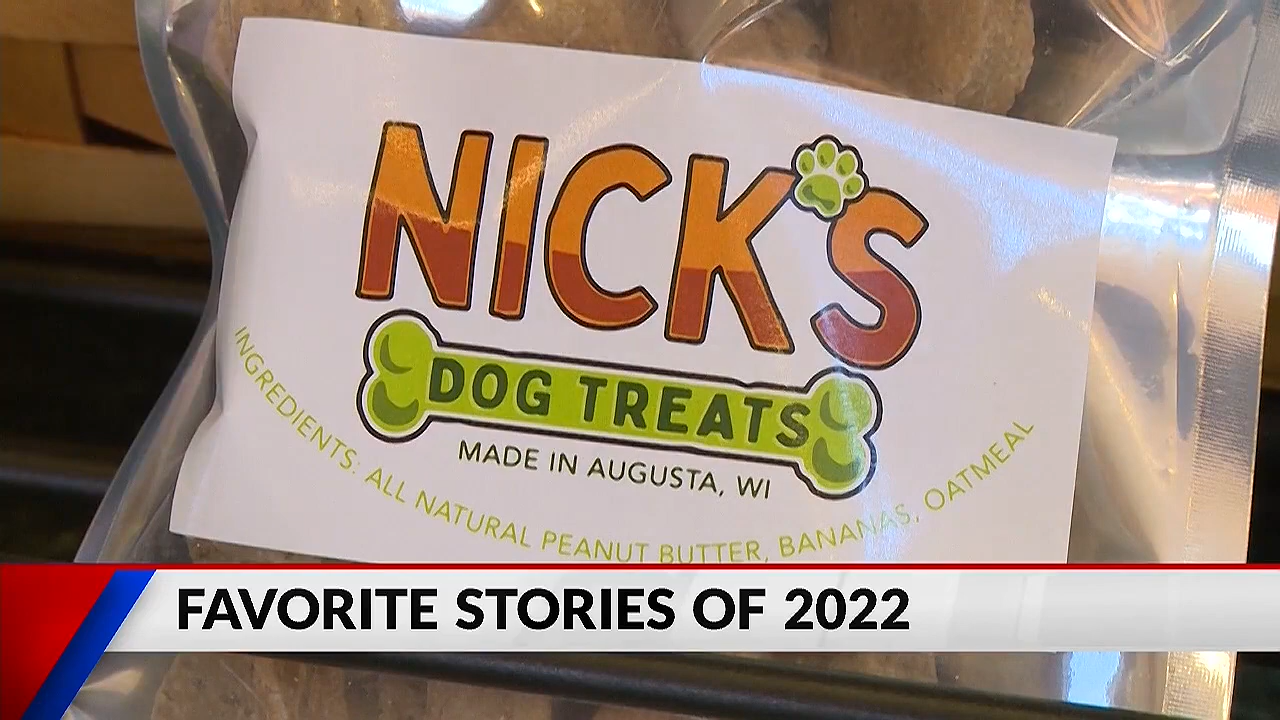 NICK'S
DOG TREATS
MADE IN AUGUSTA, WI
INGREDIENTS: ALL NATURAL PEANUT BUTTER, BANANAS, OATMEAL
FAVORITE STORIES OF 2022